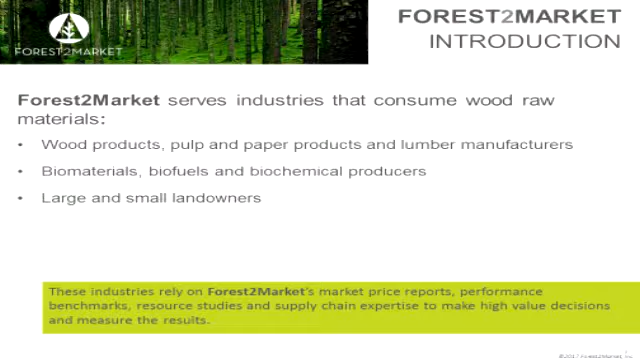 FOREST2MARKET
FOREST2MARKET
INTRODUCTION
Forest2Market serves industries that consume wood raw
materials:
• Wood products, pulp and paper products and lumber manufacturers
• Biomaterials, biofuels and biochemical producers
• Large and small landowners
These industries rely on Forest2Market's market price reports, performance
benchmarks, resource studies and supply chain expertise to make high value decisions
and measure the results.
©2017 Forest2Market